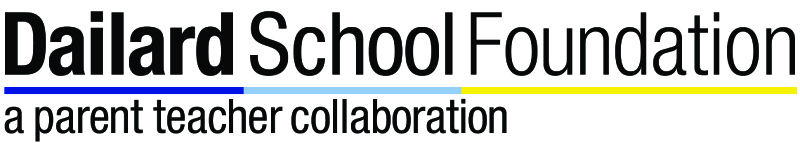 Dailard School Foundation
a parent teacher collaboration